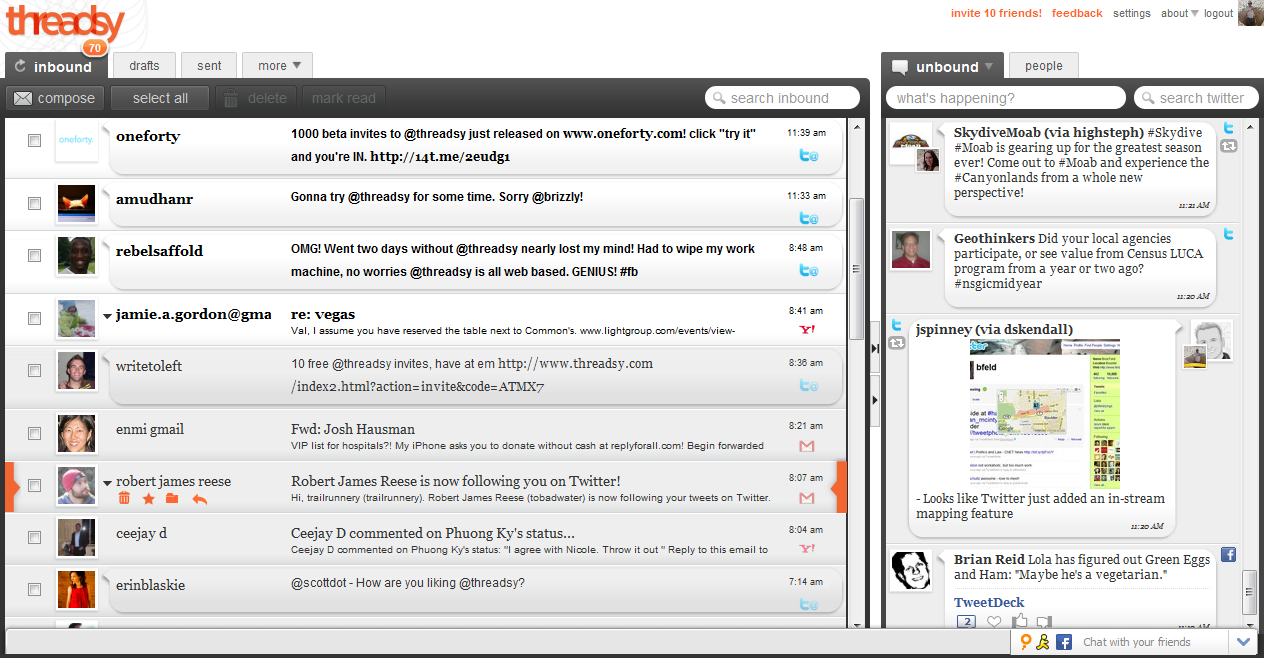 threadsy
70
invite 10 friends! feedback settings about logout
inbound drafts sent more
compose select all delete mark read search inbound
oneforty.
oneforty 1000 beta invites to @threadsy just released on www.oneforty.com! click "try it" 11:39 am
and you're IN. http://14t.me/2eudg1
amudhanr Gonna try @threadsy for some time. Sorry @brizzly! 11:33 am
rebelsaffold OMG! Went two days without @threadsy nearly lost my mind! Had to wipe my work 8:48 am
machine, no worries @threadsy is all web based. GENIUS! #fb
jamie.a.gordon@gma re: vegas 8:41 am
Val, I assume you have reserved the table next to Common's. www.lightgroup.com/events/view-
writetoleft 10 free @threadsy invites, have at em http://www.threadsy.com 8:36 am
/index2.html?action=invite&code=ATMX7
enmi gmail Fwd: Josh Hausman 8:21 am
VIP list for hospitals?! My iPhone asks you to donate without cash at replyforall.com! Begin forwarded
robert james reese Robert James Reese is now following you on Twitter! 8:07 am
Hi, trailrunnery (trailrunnery). Robert James Reese (tobadwater) is now following your tweets on Twitter.
ceejay d Ceejay D commented on Phuong Ky's status... 8:04 am
Ceejay D commented on Phuong Ky's status: "I agree with Nicole. Throw it out " Reply to this email to
erinblaskie @scottdot - How are you liking @threadsy? 7:14 am
unbound people
what's happening? search twitter
SkydiveMoab (via highsteph) #Skydive
#Moab is gearing up for the greatest season
ever! Come out to #Moab and experience the
#Canyonlands from a whole new
perspective!
11:21 AM
Geothinkers Did your local agencies
participate, or see value from Census LUCA
program from a year or two ago?
#nsgicmidyear
11:20 AM
jspinney (via dskendall)
bfeld
- Looks like Twitter just added an in-stream
mapping feature
11:20 AM
Brian Reid Lola has figured out Green Eggs
and Ham: "Maybe he's a vegetarian."
TweetDeck
2
Chat with your friends